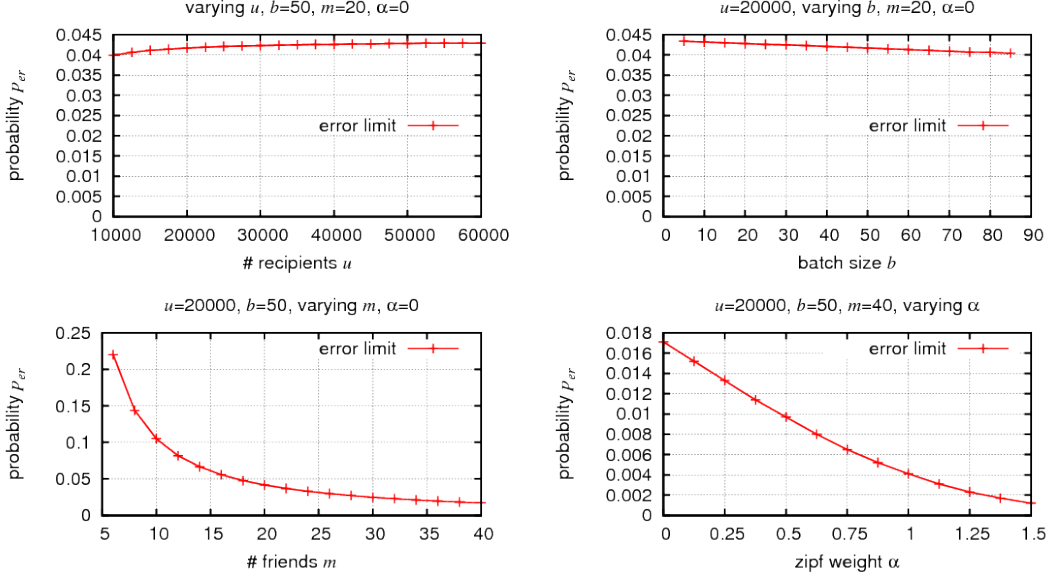 varying u, b=50, m=20, α=0
probability p_er
0.045
0.04
0.035
0.03
0.025
0.02
0.015
0.01
0.005
0
error limit
10000 20000 30000 40000 50000 60000
# recipients u
u=20000, varying b, m=20, α=0
probability p_er
0.045
0.04
0.035
0.03
0.025
0.02
0.015
0.01
0.005
0
error limit
0 10 20 30 40 50 60 70 80 90
batch size b
u=20000, b=50, varying m, α=0
probability p_er
0.25
0.2
0.15
0.1
0.05
0
error limit
5 10 15 20 25 30 35 40
# friends m
u=20000, b=50, m=40, varying α
probability p_er
0.018
0.016
0.014
0.012
0.01
0.008
0.006
0.004
0.002
0
error limit
0 0.25 0.5 0.75 1 1.25 1.5
zipf weight α